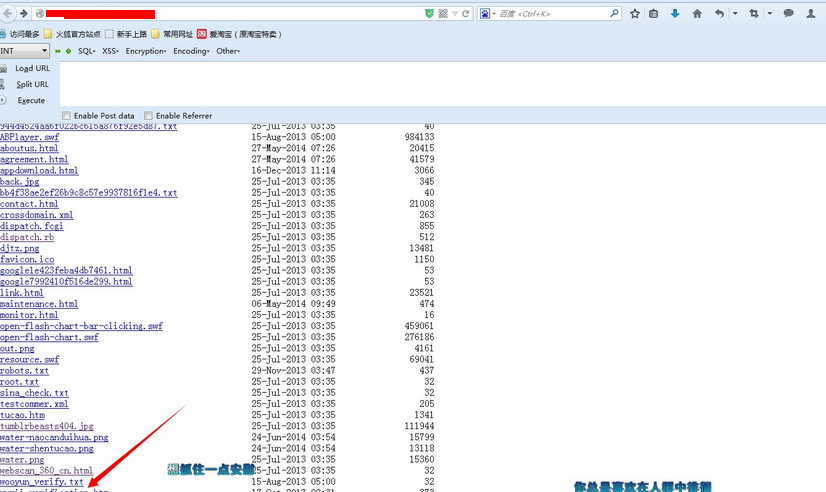 百度 <Ctrl+K>
访问最多 火狐官方站点 新手上路 常用网址 爱淘宝（原淘宝特卖）
INT SQL- XSS- Encryption- Encoding- Other-
Load URL
Split URL
Execute
Enable Post data Enable Referrer
944d4524aa6f022bc615a876f92e5d87.txt 25-Jul-2013 03:35 40
ABPlayer.swf 15-Aug-2013 05:00 984133
aboutus.html 27-May-2014 07:26 20415
agreement.html 27-May-2014 07:26 41579
appdownload.html 16-Dec-2013 11:14 3066
back.jpg 25-Jul-2013 03:35 345
bb4f38ae2ef26b9c8c57e9937816f1e4.txt 25-Jul-2013 03:35 40
contact.html 25-Jul-2013 03:35 21008
crossdomain.xml 25-Jul-2013 03:35 263
dispatch.fcgi 25-Jul-2013 03:35 855
dispatch.rb 25-Jul-2013 03:35 512
djtz.png 25-Jul-2013 03:35 13481
favicon.ico 25-Jul-2013 03:35 1150
google1e423feba4db7461.html 25-Jul-2013 03:35 53
google7992410f516de299.html 25-Jul-2013 03:35 53
link.html 25-Jul-2013 03:35 23521
maintenance.html 06-May-2014 09:49 474
monitor.html 25-Jul-2013 03:35 16
open-flash-chart-bar-clicking.swf 25-Jul-2013 03:35 459061
open-flash-chart.swf 25-Jul-2013 03:35 276186
out.png 25-Jul-2013 03:35 4161
resource.swf 25-Jul-2013 03:35 69041
robots.txt 29-Nov-2013 03:47 437
root.txt 25-Jul-2013 03:35 32
sina_check.txt 25-Jul-2013 03:35 32
testcommer.xml 25-Jul-2013 03:35 205
tucao.htm 25-Jul-2013 03:35 1341
tumblrbeasts404.jpg 25-Jul-2013 03:35 111944
water-naocanduihua.png 24-Jun-2014 03:54 15799
water-shentucao.png 24-Jun-2014 03:54 13118
water.png 25-Jul-2013 03:35 15360
webscan_360_cn.html 25-Jul-2013 03:35 32
想抓住一点安慰
wooyun_verify.txt 15-Aug-2013 05:00 32
你总是喜欢在人群中徘徊